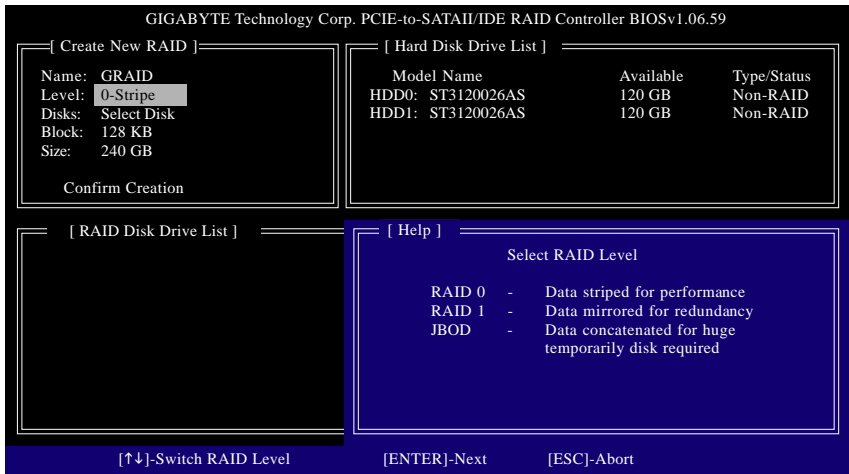 GIGABYTE Technology Corp. PCIE-to-SATAII/IDE RAID Controller BIOSv1.06.59
[ Create New RAID ]
Name: GRAID
Level: 0-Stripe
Disks: Select Disk
Block: 128 KB
Size: 240 GB
Confirm Creation
[ Hard Disk Drive List ]
Model Name Available Type/Status
HDD0: ST3120026AS 120 GB Non-RAID
HDD1: ST3120026AS 120 GB Non-RAID
[ RAID Disk Drive List ]
[ Help ]
Select RAID Level
RAID 0 - Data striped for performance
RAID 1 - Data mirrored for redundancy
JBOD - Data concatenated for huge
temporarily disk required
[↑↓]-Switch RAID Level [ENTER]-Next [ESC]-Abort